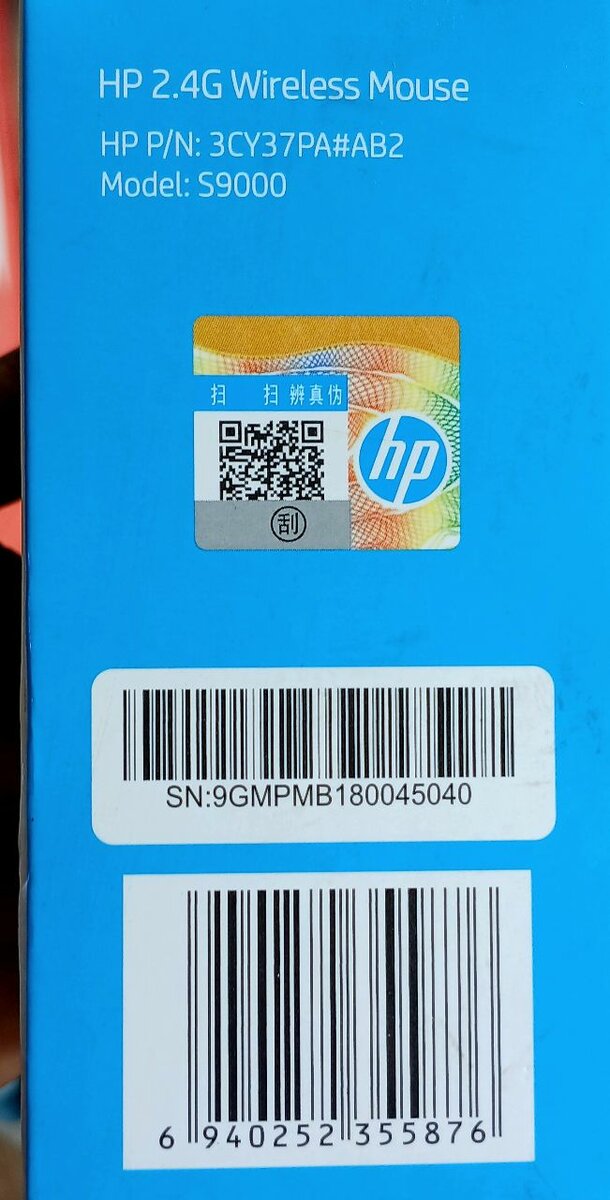 HP 2.4G Wireless Mouse
HP P/N: 3CY37PA#AB2
Model: S9000
扫 扫 辨真伪
hp
刮
SN:9GMPMB180045040
6 940252 355876